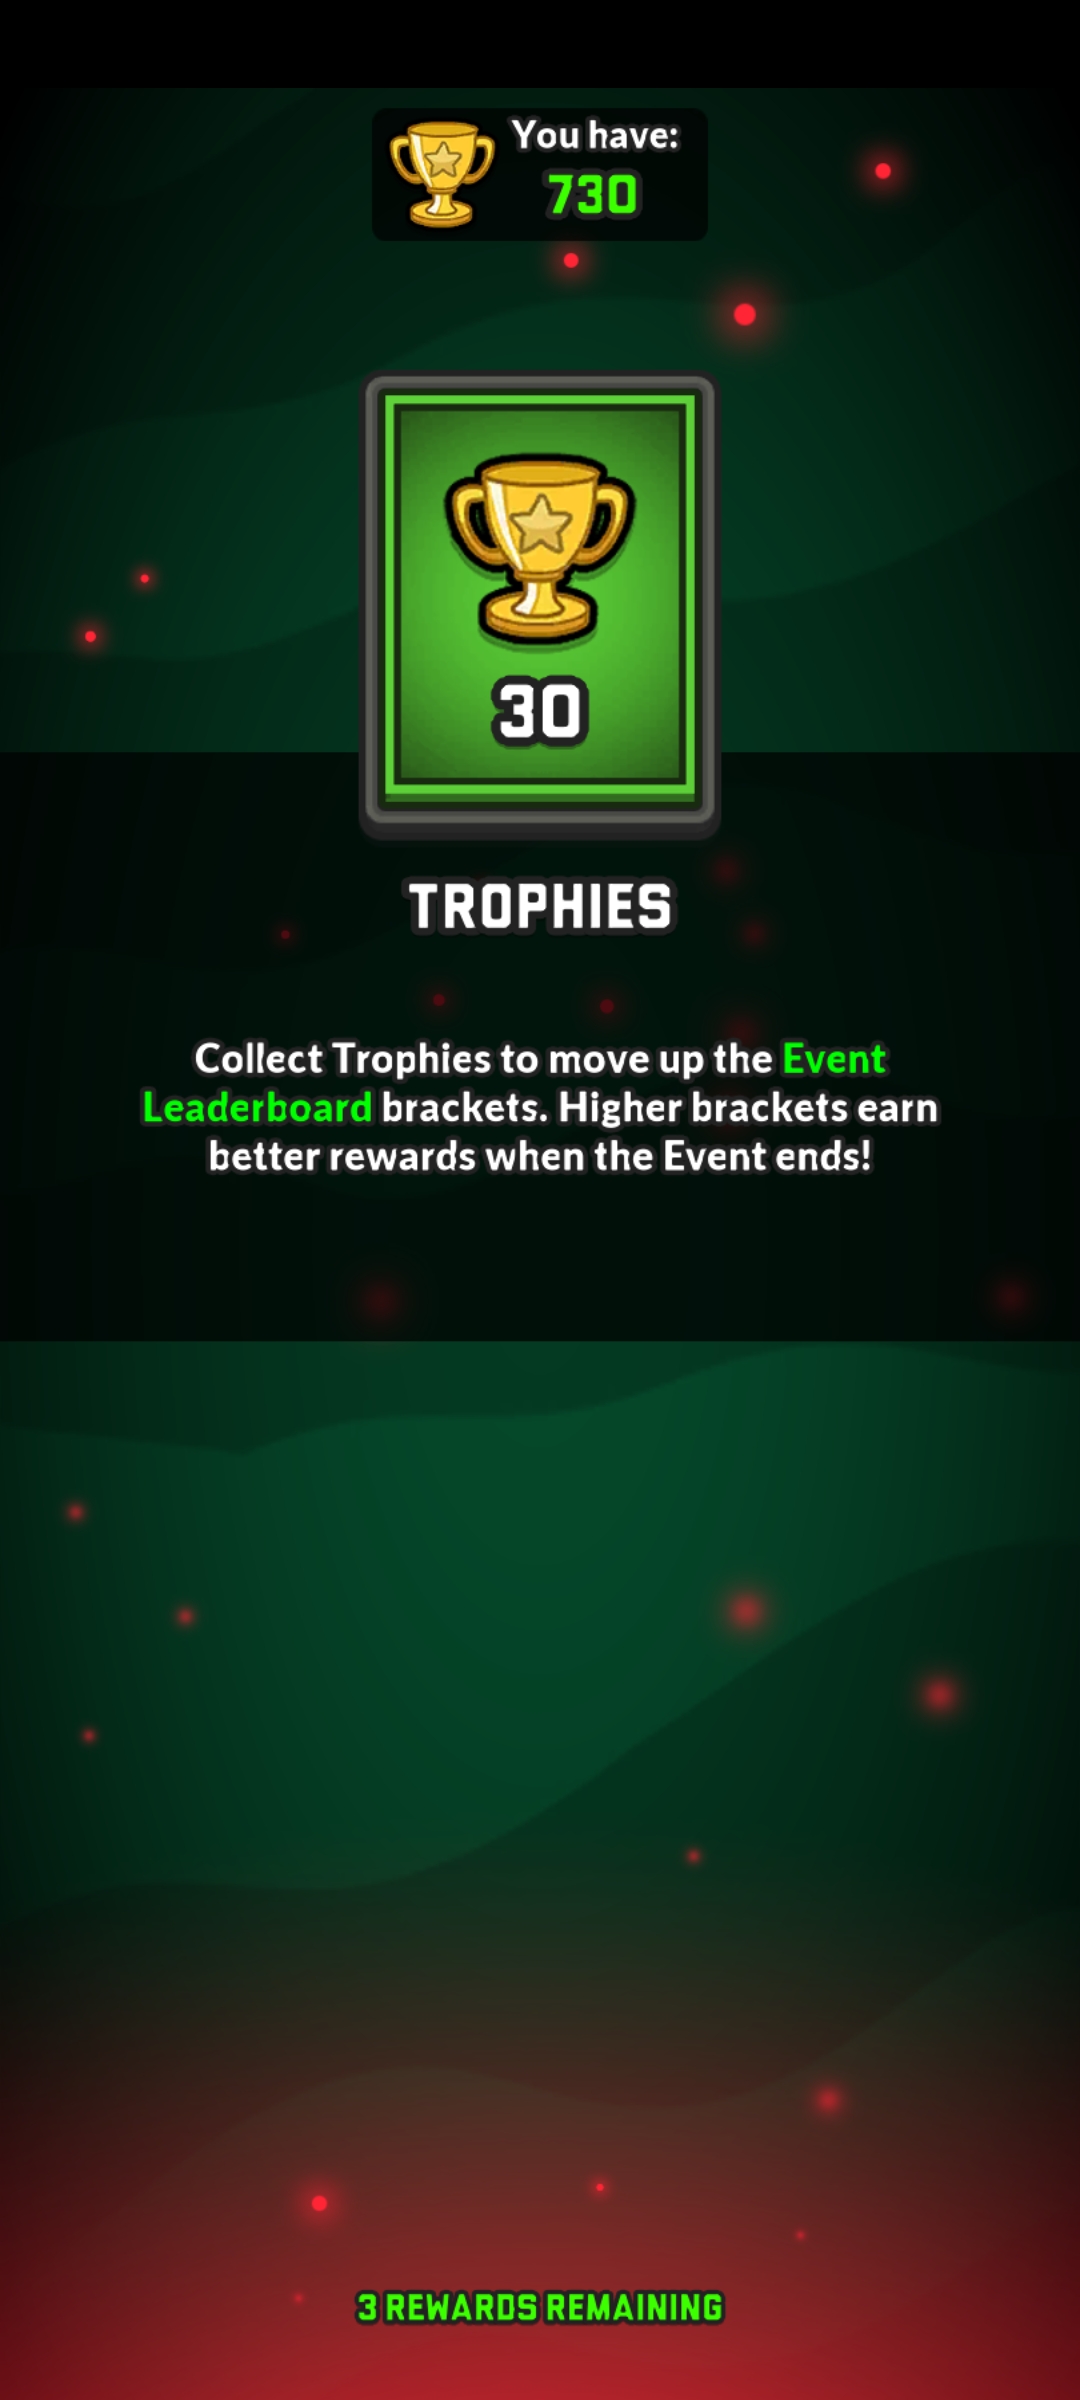 You have:
730
30
TROPHIES
Collect Trophies to move up the Event
Leaderboard brackets. Higher brackets earn
better rewards when the Event ends!
3 REWARDS REMAINING